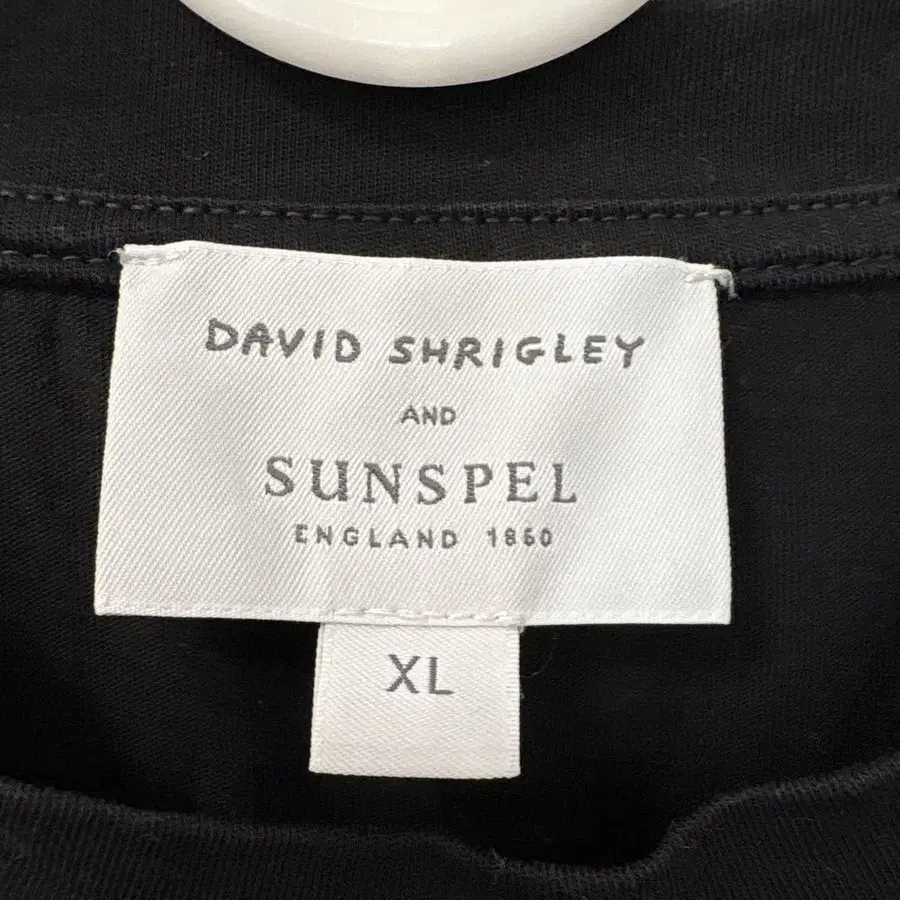 DAVID SHRIGLEY
AND
SUNSPEL
ENGLAND 1860
XL